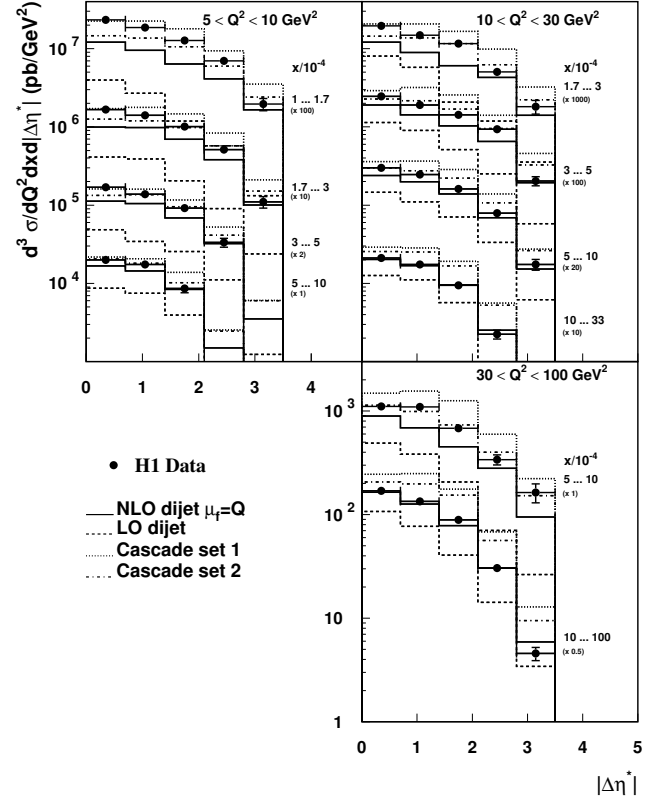 d³ σ/dQ²dxd|Δη*| (pb/GeV²)
5 < Q² < 10 GeV²
x/10⁻⁴
1 ... 1.7
(x 100)
1.7 ... 3
(x 10)
3 ... 5
(x 2)
5 ... 10
(x 1)
10⁷
10⁶
10⁵
10⁴
0 1 2 3 4
10 < Q² < 30 GeV²
x/10⁻⁴
1.7 ... 3
(x 1000)
3 ... 5
(x 100)
5 ... 10
(x 20)
10 ... 33
(x 10)
30 < Q² < 100 GeV²
x/10⁻⁴
5 ... 10
(x 1)
10 ... 100
(x 0.5)
10³
10²
10
1
0 1 2 3 4 5
|Δη*|
H1 Data
NLO dijet μf=Q
LO dijet
Cascade set 1
Cascade set 2